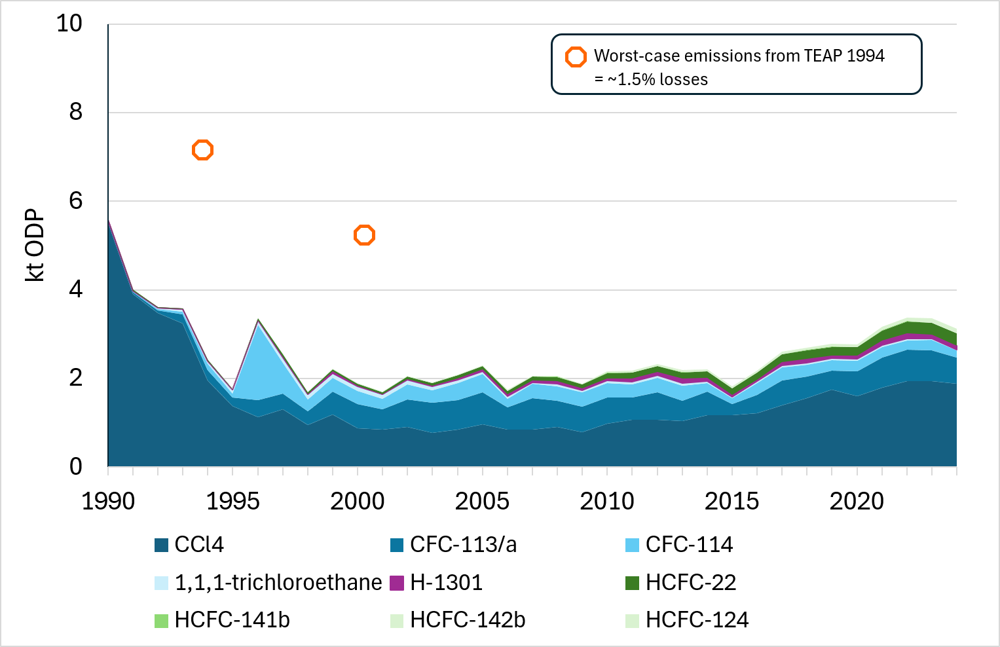 10
Worst-case emissions from TEAP 1994
= ~1.5% losses
8
6
kt ODP
4
2
0
1990 1995 2000 2005 2010 2015 2020
CCl4 CFC-113/a CFC-114
1,1,1-trichloroethane H-1301 HCFC-22
HCFC-141b HCFC-142b HCFC-124